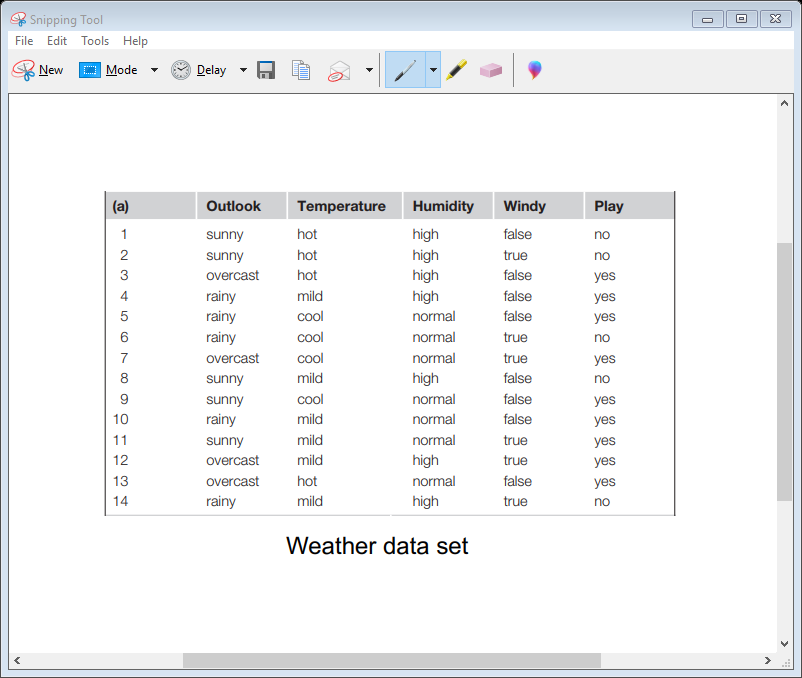 Snipping Tool
File Edit Tools Help
New Mode Delay
(a) Outlook Temperature Humidity Windy Play
1 sunny hot high false no
2 sunny hot high true no
3 overcast hot high false yes
4 rainy mild high false yes
5 rainy cool normal false yes
6 rainy cool normal true no
7 overcast cool normal true yes
8 sunny mild high false no
9 sunny cool normal false yes
10 rainy mild normal false yes
11 sunny mild normal true yes
12 overcast mild high true yes
13 overcast hot normal false yes
14 rainy mild high true no
Weather data set